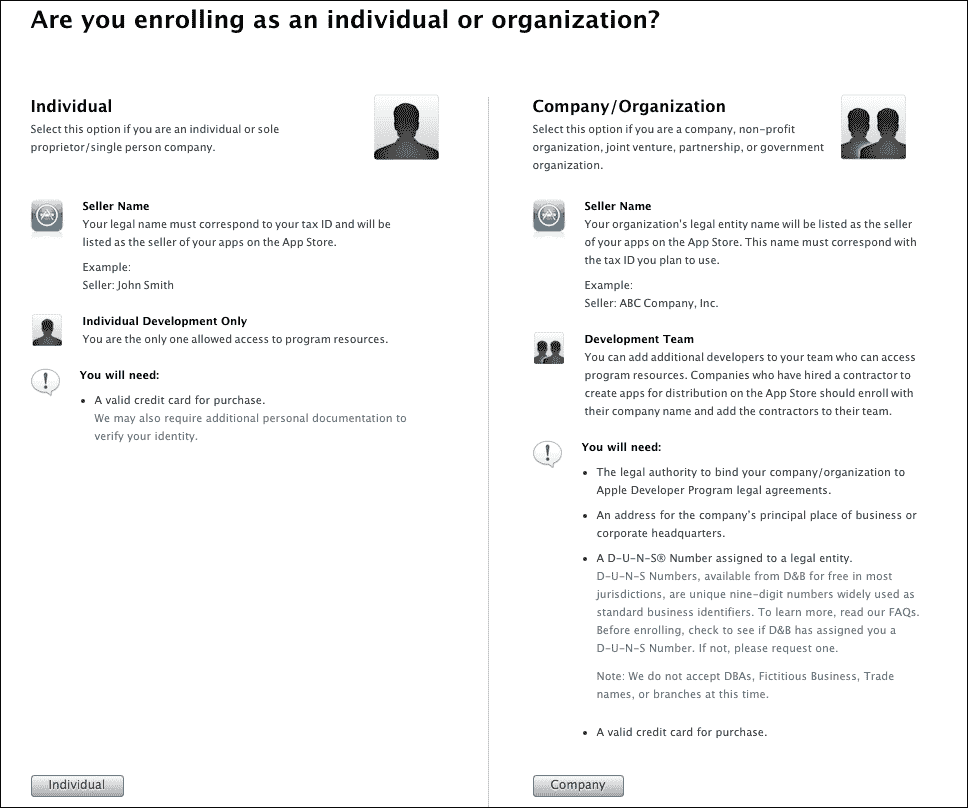 Are you enrolling as an individual or organization?
Individual
Select this option if you are an individual or sole
proprietor/single person company.
Seller Name
Your legal name must correspond to your tax ID and will be
listed as the seller of your apps on the App Store.
Example:
Seller: John Smith
Individual Development Only
You are the only one allowed access to program resources.
You will need:
• A valid credit card for purchase.
We may also require additional personal documentation to
verify your identity.
Individual
Company/Organization
Select this option if you are a company, non-profit
organization, joint venture, partnership, or government
organization.
Seller Name
Your organization's legal entity name will be listed as the seller
of your apps on the App Store. This name must correspond with
the tax ID you plan to use.
Example:
Seller: ABC Company, Inc.
Development Team
You can add additional developers to your team who can access
program resources. Companies who have hired a contractor to
create apps for distribution on the App Store should enroll with
their company name and add the contractors to their team.
You will need:
• The legal authority to bind your company/organization to
Apple Developer Program legal agreements.
• An address for the company's principal place of business or
corporate headquarters.
• A D-U-N-S® Number assigned to a legal entity.
D-U-N-S Numbers, available from D&B for free in most
jurisdictions, are unique nine-digit numbers widely used as
standard business identifiers. To learn more, read our FAQs.
Before enrolling, check to see if D&B has assigned you a
D-U-N-S Number. If not, please request one.
Note: We do not accept DBAs, Fictitious Business, Trade
names, or branches at this time.
• A valid credit card for purchase.
Company